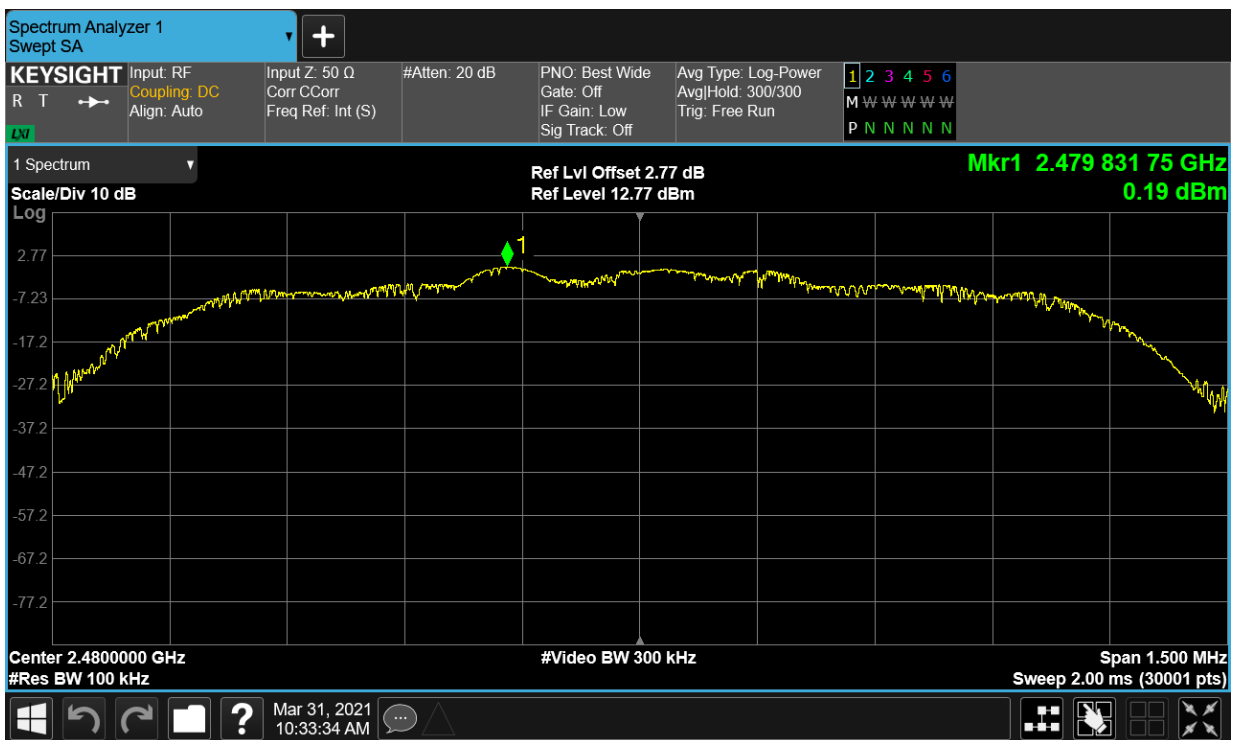 Spectrum Analyzer 1
Swept SA
KEYSIGHT
R T
LXI
Input: RF
Coupling: DC
Align: Auto
Input Z: 50 Ω
Corr CCorr
Freq Ref: Int (S)
#Atten: 20 dB
PNO: Best Wide
Gate: Off
IF Gain: Low
Sig Track: Off
Avg Type: Log-Power
Avg|Hold: 300/300
Trig: Free Run
1 2 3 4 5 6
M W W W W W
P N N N N N
1 Spectrum
Scale/Div 10 dB
Log
Ref Lvl Offset 2.77 dB
Ref Level 12.77 dBm
Mkr1 2.479 831 75 GHz
0.19 dBm
1
2.77
-7.23
-17.2
-27.2
-37.2
-47.2
-57.2
-67.2
-77.2
Center 2.4800000 GHz
#Res BW 100 kHz
#Video BW 300 kHz
Span 1.500 MHz
Sweep 2.00 ms (30001 pts)
?
Mar 31, 2021
10:33:34 AM